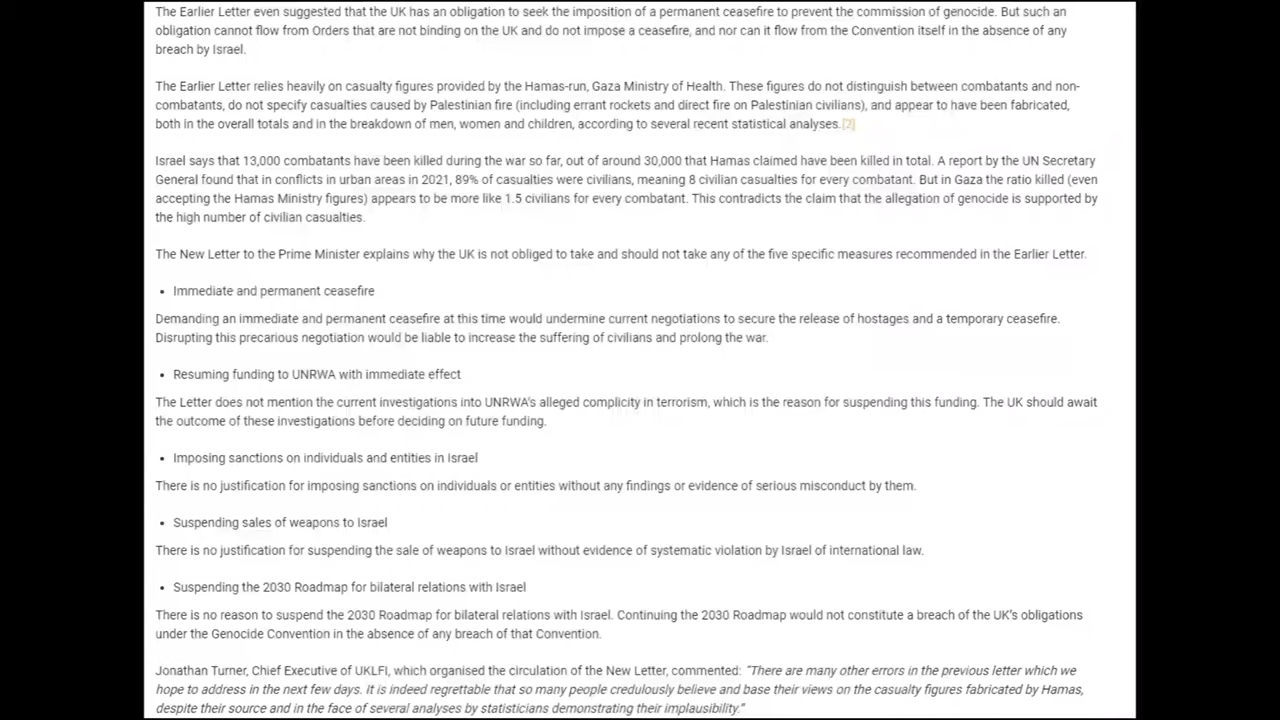 The Earlier Letter even suggested that the UK has an obligation to seek the imposition of a permanent ceasefire to prevent the commission of genocide. But such an
obligation cannot flow from Orders that are not binding on the UK and do not impose a ceasefire, and nor can it flow from the Convention itself in the absence of any
breach by Israel.
The Earlier Letter relies heavily on casualty figures provided by the Hamas-run, Gaza Ministry of Health. These figures do not distinguish between combatants and non-
combatants, do not specify casualties caused by Palestinian fire (including errant rockets and direct fire on Palestinian civilians), and appear to have been fabricated,
both in the overall totals and in the breakdown of men, women and children, according to several recent statistical analyses.[2]
Israel says that 13,000 combatants have been killed during the war so far, out of around 30,000 that Hamas claimed have been killed in total. A report by the UN Secretary
General found that in conflicts in urban areas in 2021, 89% of casualties were civilians, meaning 8 civilian casualties for every combatant. But in Gaza the ratio killed (even
accepting the Hamas Ministry figures) appears to be more like 1.5 civilians for every combatant. This contradicts the claim that the allegation of genocide is supported by
the high number of civilian casualties.
The New Letter to the Prime Minister explains why the UK is not obliged to take and should not take any of the five specific measures recommended in the Earlier Letter.
• Immediate and permanent ceasefire
Demanding an immediate and permanent ceasefire at this time would undermine current negotiations to secure the release of hostages and a temporary ceasefire.
Disrupting this precarious negotiation would be liable to increase the suffering of civilians and prolong the war.
• Resuming funding to UNRWA with immediate effect
The Letter does not mention the current investigations into UNRWA's alleged complicity in terrorism, which is the reason for suspending this funding. The UK should await
the outcome of these investigations before deciding on future funding.
• Imposing sanctions on individuals and entities in Israel
There is no justification for imposing sanctions on individuals or entities without any findings or evidence of serious misconduct by them.
• Suspending sales of weapons to Israel
There is no justification for suspending the sale of weapons to Israel without evidence of systematic violation by Israel of international law.
• Suspending the 2030 Roadmap for bilateral relations with Israel
There is no reason to suspend the 2030 Roadmap for bilateral relations with Israel. Continuing the 2030 Roadmap would not constitute a breach of the UK's obligations
under the Genocide Convention in the absence of any breach of that Convention.
Jonathan Turner, Chief Executive of UKLFI, which organised the circulation of the New Letter, commented: "There are many other errors in the previous letter which we
hope to address in the next few days. It is indeed regrettable that so many people credulously believe and base their views on the casualty figures fabricated by Hamas,
despite their source and in the face of several analyses by statisticians demonstrating their implausibility."